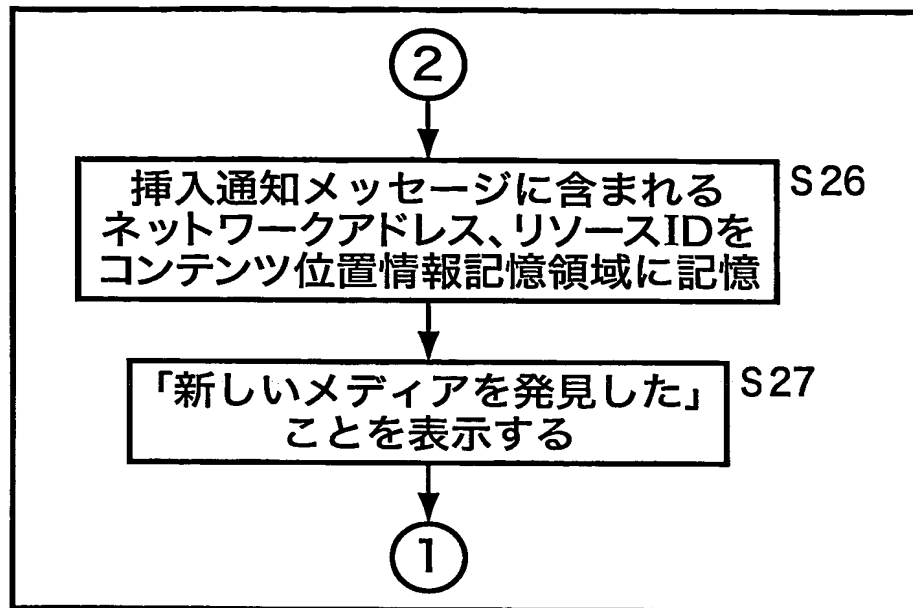 ②
挿入通知メッセージに含まれる
ネットワークアドレス、リソースIDを
コンテンツ位置情報記憶領域に記憶
S26
「新しいメディアを発見した」
ことを表示する
S27
①